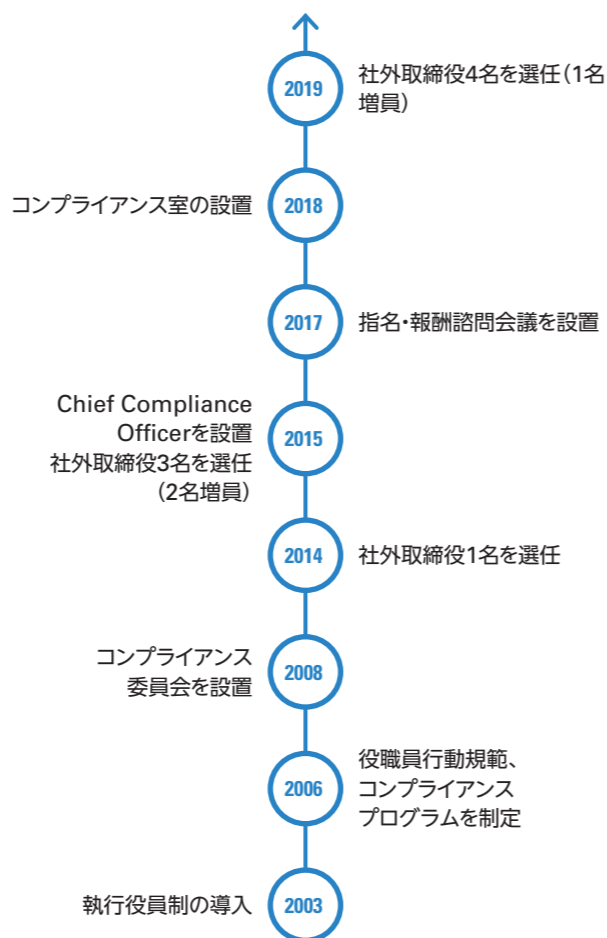 2019
社外取締役4名を選任（1名
増員）
コンプライアンス室の設置
2018
2017
指名・報酬諮問会議を設置
Chief Compliance
Officerを設置
社外取締役3名を選任
（2名増員）
2015
2014
社外取締役1名を選任
コンプライアンス
委員会を設置
2008
2006
役職員行動規範、
コンプライアンス
プログラムを制定
執行役員制の導入
2003